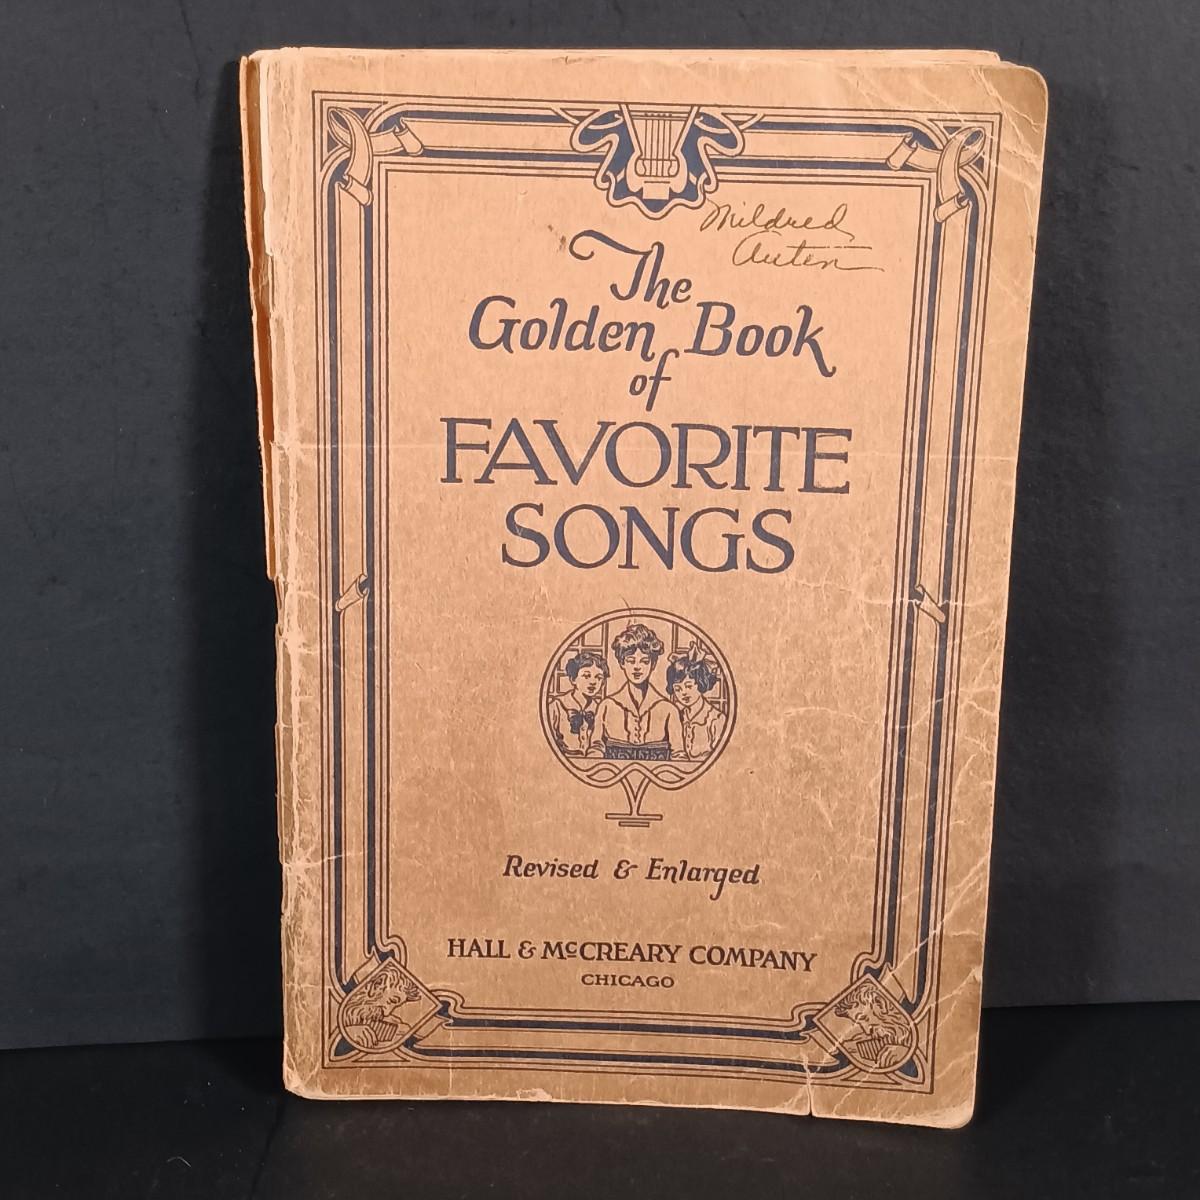 Mildred
Auten
The
Golden Book
of
FAVORITE
SONGS
Revised & Enlarged
HALL & McCREARY COMPANY
CHICAGO